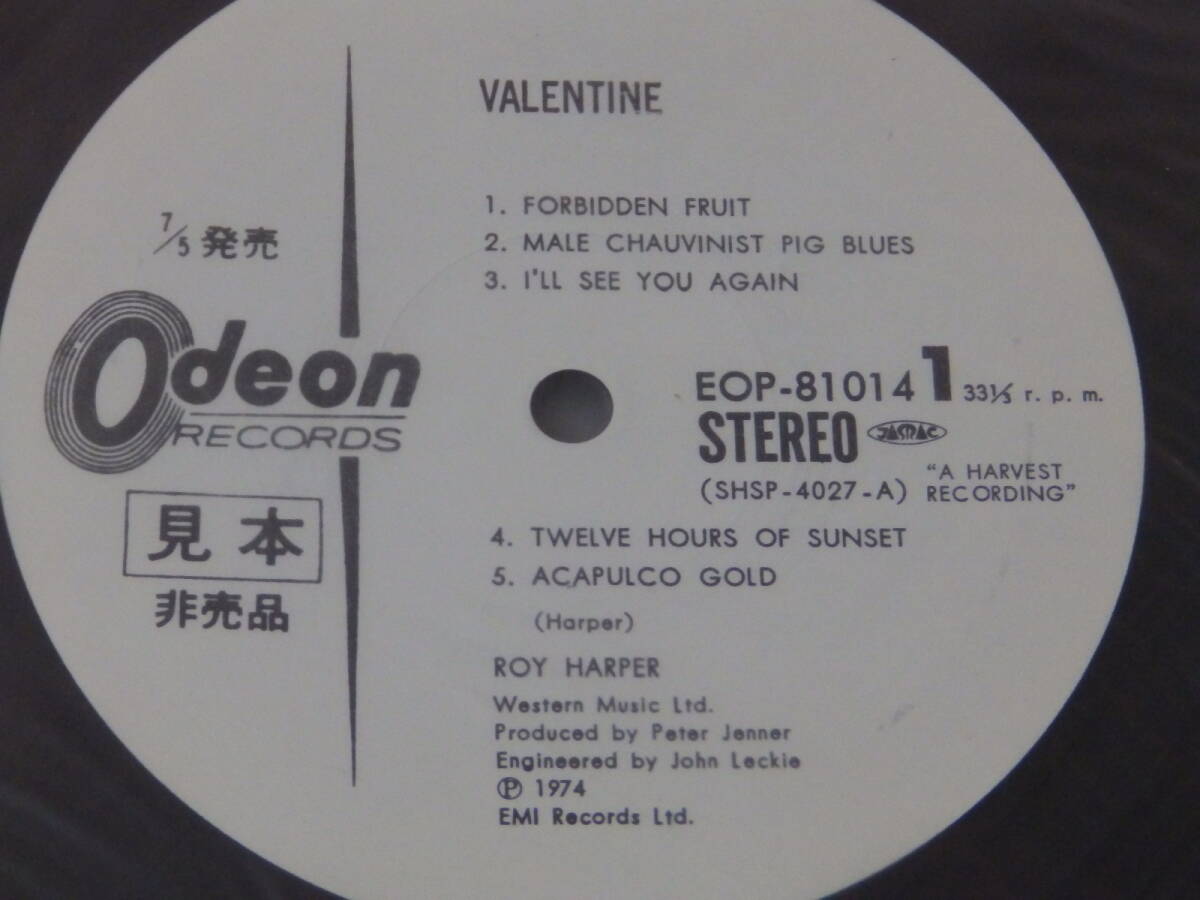 VALENTINE
1. FORBIDDEN FRUIT
2. MALE CHAUVINIST PIG BLUES
3. I'LL SEE YOU AGAIN
7/5 発売
Odeon
RECORDS
見本
非売品
EOP-81014 1 33⅓ r. p. m.
STEREO JASRAC
(SHSP-4027-A) "A HARVEST
RECORDING"
4. TWELVE HOURS OF SUNSET
5. ACAPULCO GOLD
(Harper)
ROY HARPER
Western Music Ltd.
Produced by Peter Jenner
Engineered by John Leckie
Ⓟ 1974
EMI Records Ltd.